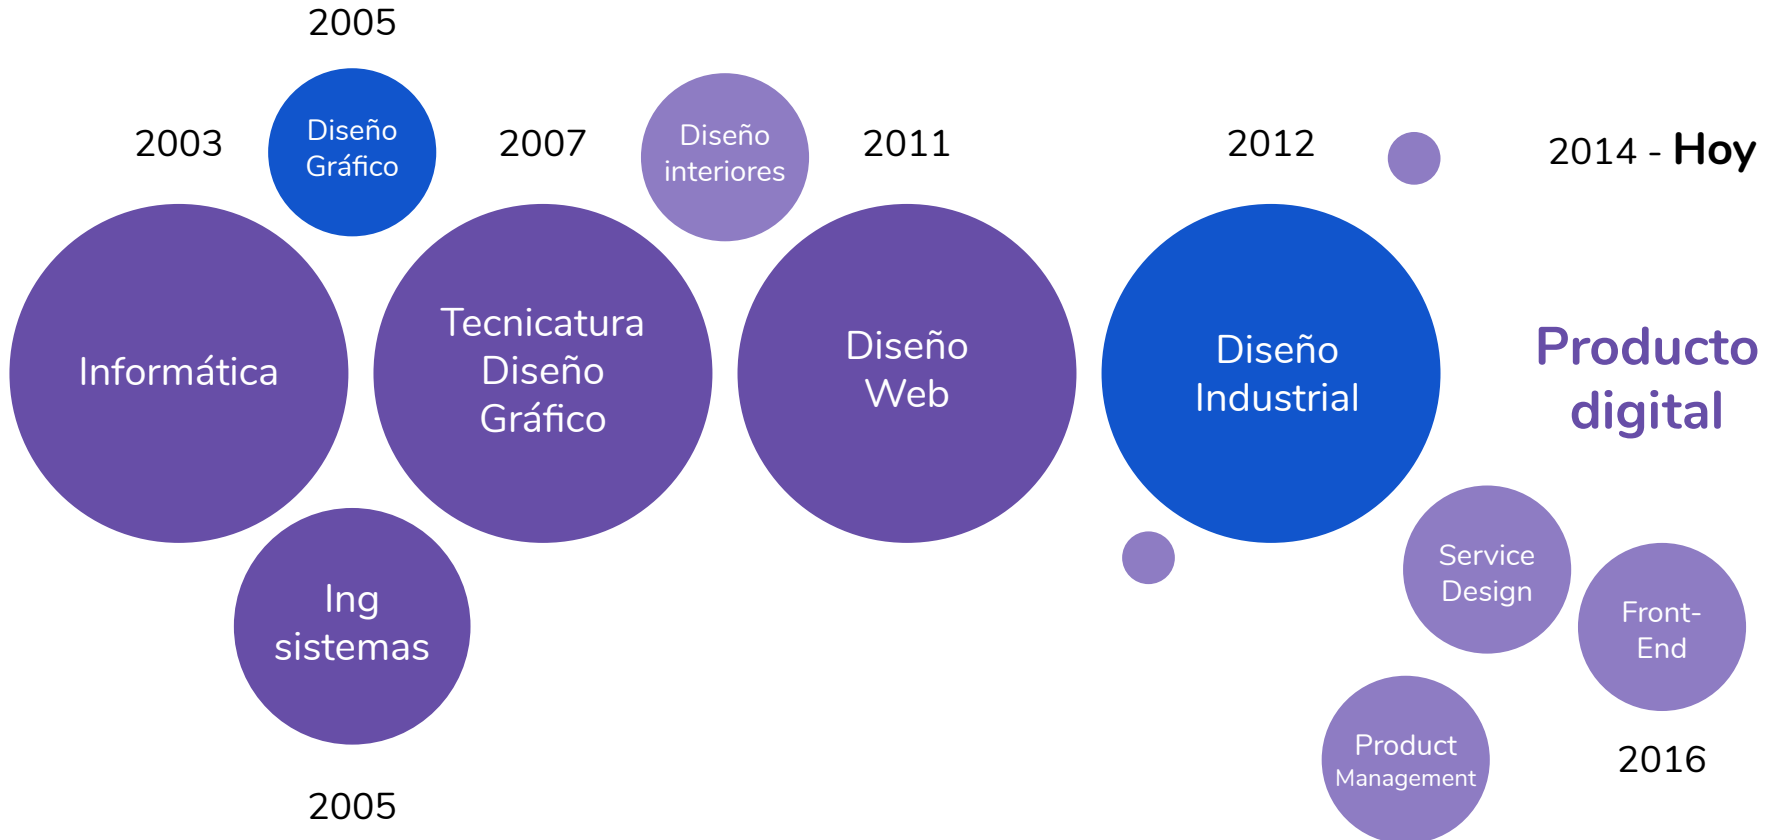 2005
2003
Diseño
Gráfico
2007
Diseño
interiores
2011
2012
2014 - Hoy
Informática
Tecnicatura
Diseño
Gráfico
Diseño
Web
Diseño
Industrial
Producto
digital
Ing
sistemas
2005
Service
Design
Front-
End
Product
Management
2016